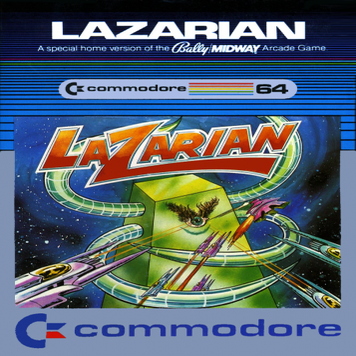 LAZARIAN
A special home version of the Bally MIDWAY Arcade Game.
commodore 64
LAZARIAN
commodore